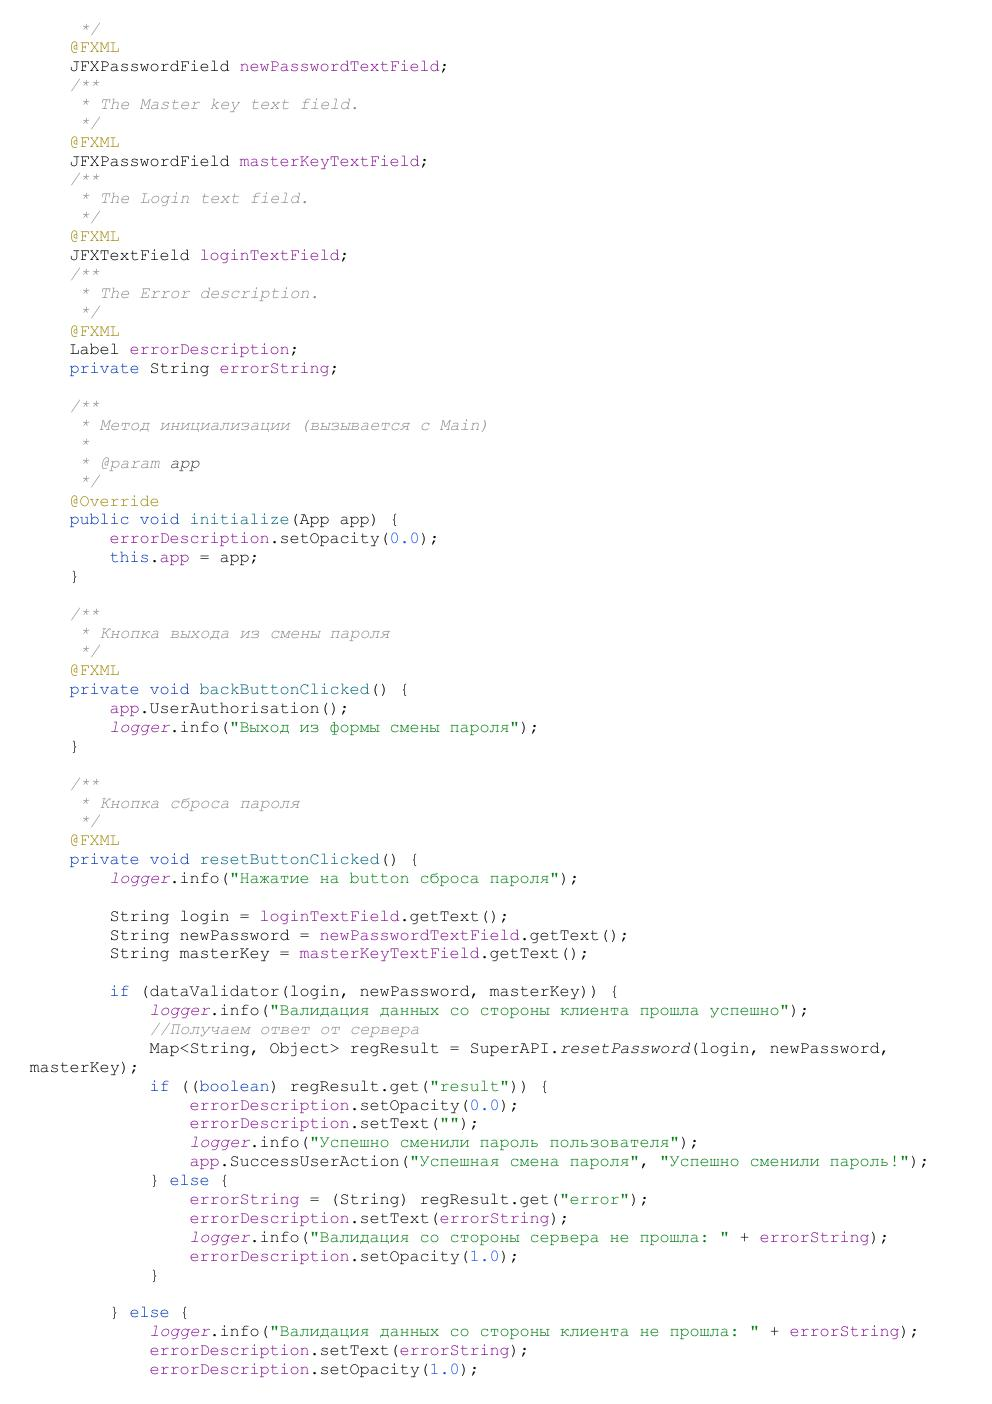 */
    @FXML
    JFXPasswordField newPasswordTextField;
    /**
     * The Master key text field.
     */
    @FXML
    JFXPasswordField masterKeyTextField;
    /**
     * The Login text field.
     */
    @FXML
    JFXTextField loginTextField;
    /**
     * The Error description.
     */
    @FXML
    Label errorDescription;
    private String errorString;

    /**
     * Метод инициализации (вызывается с Main)
     *
     * @param app
     */
    @Override
    public void initialize(App app) {
        errorDescription.setOpacity(0.0);
        this.app = app;
    }

    /**
     * Кнопка выхода из смены пароля
     */
    @FXML
    private void backButtonClicked() {
        app.UserAuthorisation();
        logger.info("Выход из формы смены пароля");
    }

    /**
     * Кнопка сброса пароля
     */
    @FXML
    private void resetButtonClicked() {
        logger.info("Нажатие на button сброса пароля");

        String login = loginTextField.getText();
        String newPassword = newPasswordTextField.getText();
        String masterKey = masterKeyTextField.getText();

        if (dataValidator(login, newPassword, masterKey)) {
            logger.info("Валидация данных со стороны клиента прошла успешно");
            //Получаем ответ от сервера
            Map<String, Object> regResult = SuperAPI.resetPassword(login, newPassword,
masterKey);
            if ((boolean) regResult.get("result")) {
                errorDescription.setOpacity(0.0);
                errorDescription.setText("");
                logger.info("Успешно сменили пароль пользователя");
                app.SuccessUserAction("Успешная смена пароля", "Успешно сменили пароль!");
            } else {
                errorString = (String) regResult.get("error");
                errorDescription.setText(errorString);
                logger.info("Валидация со стороны сервера не прошла: " + errorString);
                errorDescription.setOpacity(1.0);
            }

        } else {
            logger.info("Валидация данных со стороны клиента не прошла: " + errorString);
            errorDescription.setText(errorString);
            errorDescription.setOpacity(1.0);